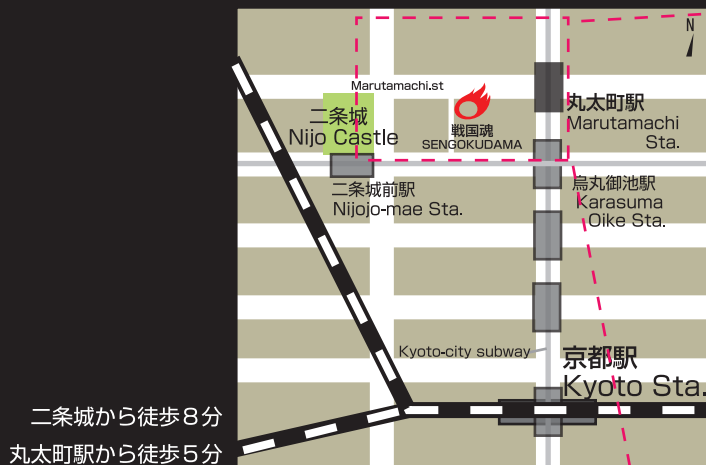 N
Marutamachi.st
二条城
Nijo Castle
戦国魂
SENGOKUDAMA
丸太町駅
Marutamachi
Sta.
二条城前駅
Nijojo-mae Sta.
烏丸御池駅
Karasuma
Oike Sta.
Kyoto-city subway
京都駅
Kyoto Sta.
二条城から徒歩8分
丸太町駅から徒歩5分